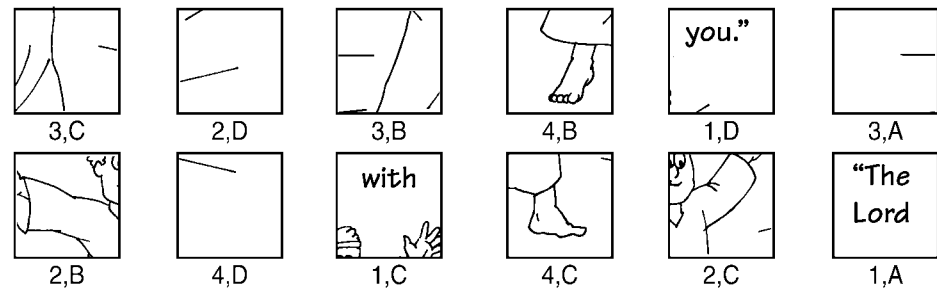 you.”
3,C 2,D 3,B 4,B 1,D 3,A
with
“The
Lord
2,B 4,D 1,C 4,C 2,C 1,A